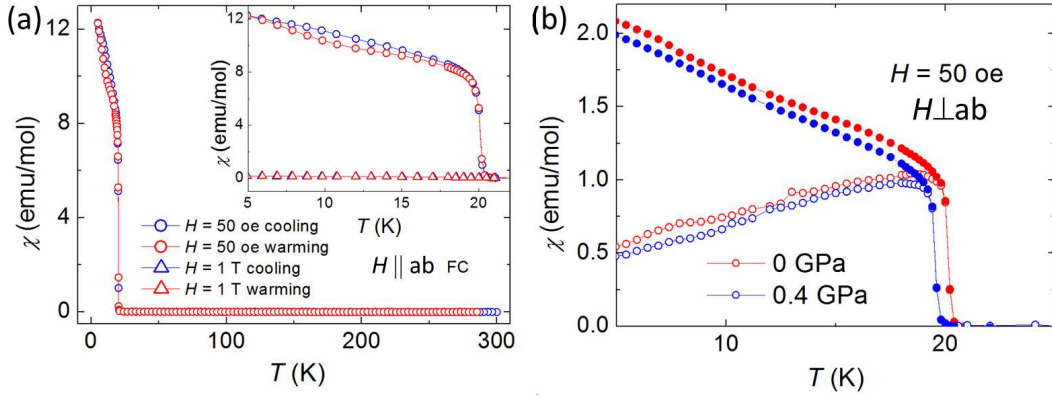 (a)
χ (emu/mol)
12
8
4
0
0
100
200
300
T (K)
χ (emu/mol)
12
8
4
0
5
10
15
20
T (K)
H = 50 oe cooling
H = 50 oe warming
H = 1 T cooling
H = 1 T warming
H || ab FC
(b)
χ (emu/mol)
2.0
1.5
1.0
0.5
0.0
10
20
T (K)
H = 50 oe
H⊥ab
0 GPa
0.4 GPa